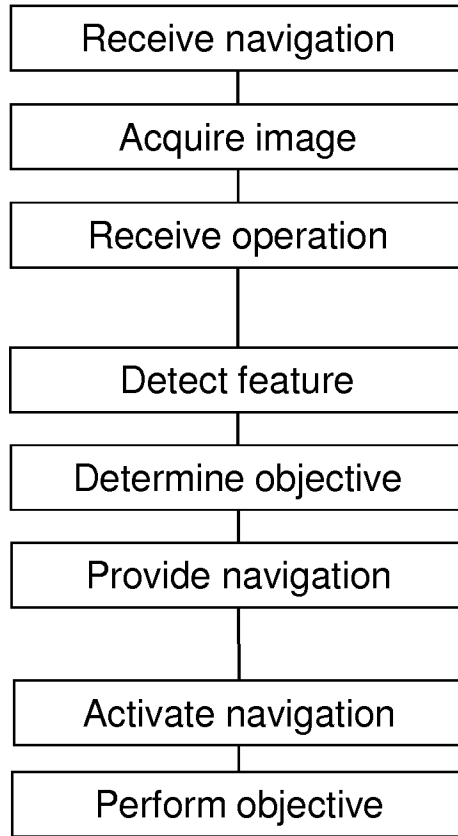 Receive navigation
Acquire image
Receive operation
Detect feature
Determine objective
Provide navigation
Activate navigation
Perform objective